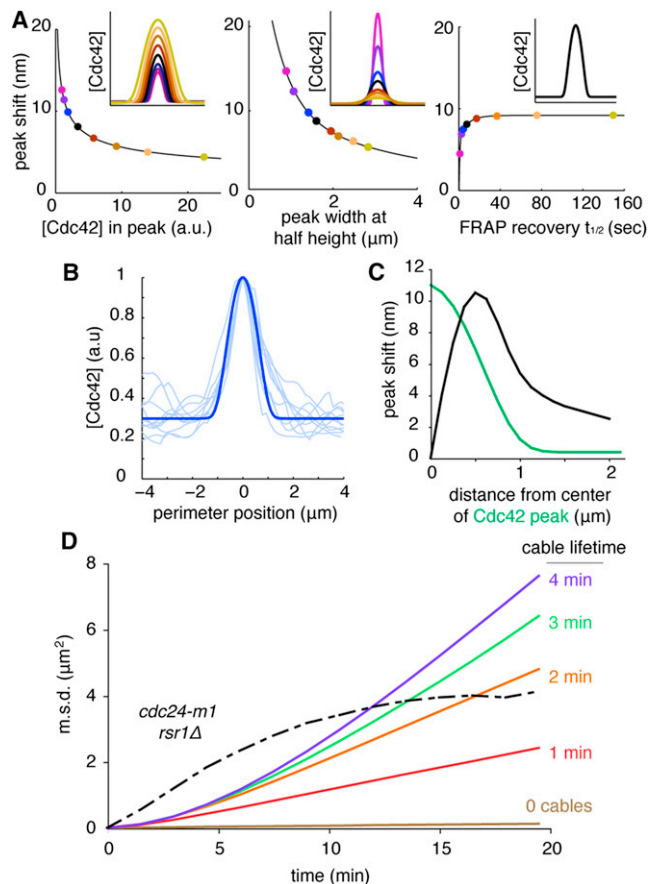 A
[Cdc42]
peak shift (nm)
20
10
0
0
10
20
[Cdc42] in peak (a.u.)
[Cdc42]
20
10
0
0
2
4
peak width at
half height (μm)
[Cdc42]
20
10
0
0
40
80
120
160
FRAP recovery t1/2 (sec)
B
[Cdc42] (a.u)
1
0.8
0.6
0.4
0.2
0
−4
−2
0
2
4
perimeter position (μm)
C
peak shift (nm)
12
10
8
6
4
2
0
0
1
2
distance from center
of Cdc42 peak (μm)
D
m.s.d. (μm²)
8
6
4
2
0
0
5
10
15
20
time (min)
cdc24-m1
rsr1Δ
cable lifetime
4 min
3 min
2 min
1 min
0 cables